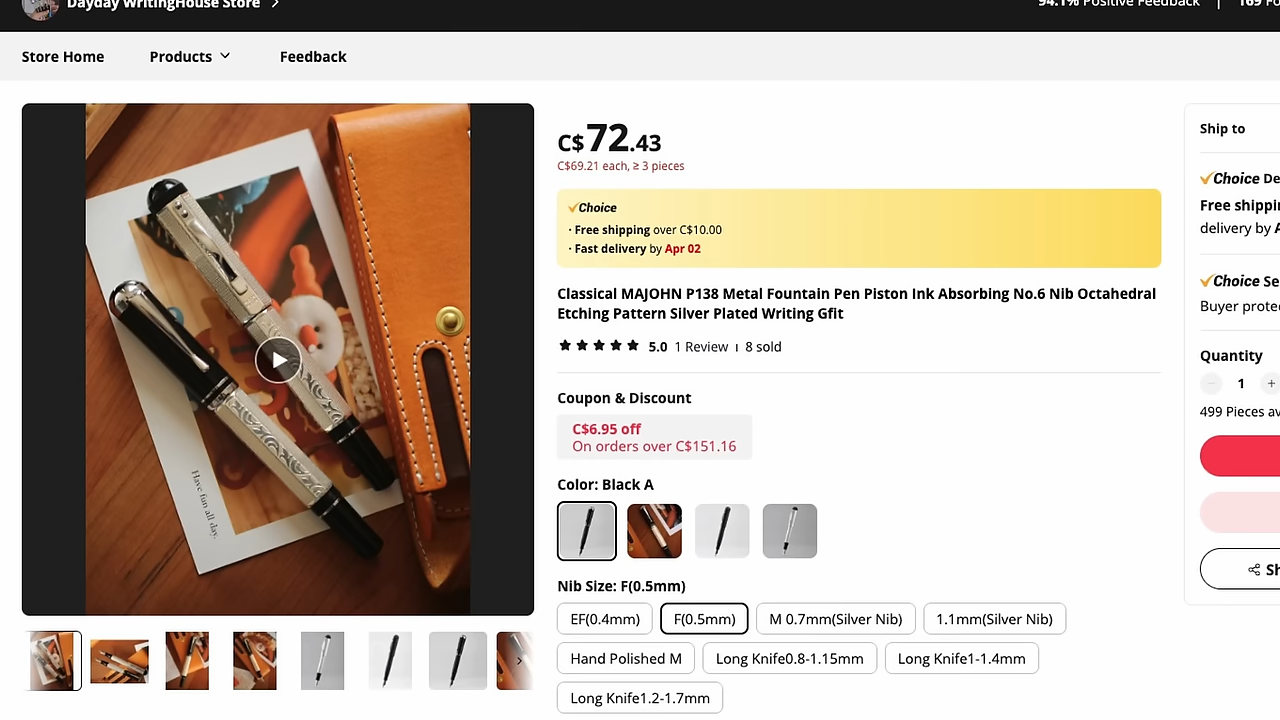 Dayday WritingHouse Store
94.1% Positive Feedback | 169
Store Home Products Feedback
C$72.43
C$69.21 each, ≥ 3 pieces
Choice
· Free shipping over C$10.00
· Fast delivery by Apr 02
Classical MAJOHN P138 Metal Fountain Pen Piston Ink Absorbing No.6 Nib Octahedral
Etching Pattern Silver Plated Writing Gfit
5.0 1 Review | 8 sold
Coupon & Discount
C$6.95 off
On orders over C$151.16
Color: Black A
Nib Size: F(0.5mm)
EF(0.4mm) F(0.5mm) M 0.7mm(Silver Nib) 1.1mm(Silver Nib)
Hand Polished M Long Knife0.8-1.15mm Long Knife1-1.4mm
Long Knife1.2-1.7mm
Have fun all day.
Ship to
Choice
Free
delivery by
Choice
Buyer
Quantity
− 1 +
499 Pieces